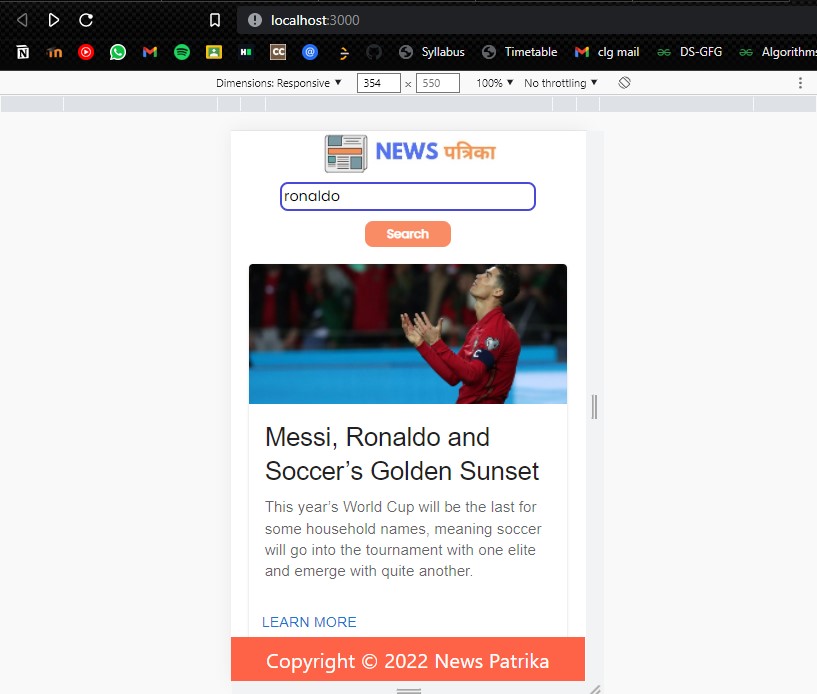 localhost:3000
Syllabus Timetable clg mail DS-GFG Algorithms
Dimensions: Responsive 354 x 550 100% No throttling
NEWS पत्रिका
ronaldo
Search
Messi, Ronaldo and
Soccer’s Golden Sunset
This year’s World Cup will be the last for
some household names, meaning soccer
will go into the tournament with one elite
and emerge with quite another.
LEARN MORE
Copyright © 2022 News Patrika